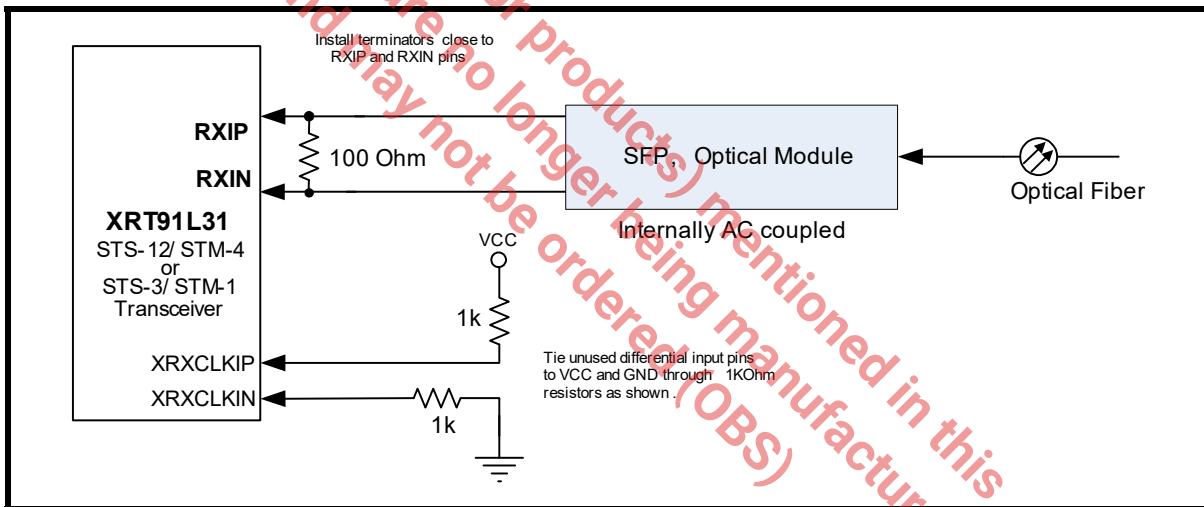 Install terminators close to
RXIP and RXIN pins
RXIP
100 Ohm
RXIN
SFP, Optical Module
Internally AC coupled
Optical Fiber
XRT91L31
STS-12/ STM-4
or
STS-3/ STM-1
Transceiver
VCC
1k
XRXCLKIP
XRXCLKIN
1k
Tie unused differential input pins
to VCC and GND through 1KOhm
resistors as shown .
or products) mentioned in this
are no longer being manufactur
nd may not be ordered (OBS)